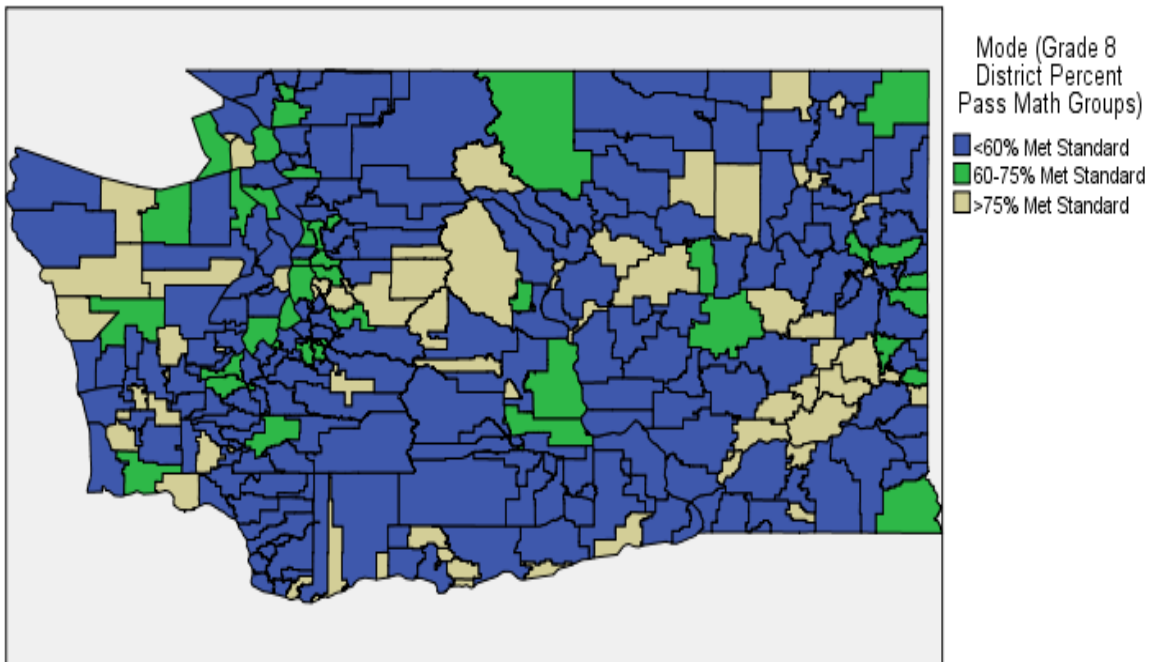 Mode (Grade 8
District Percent
Pass Math Groups)
<60% Met Standard
60-75% Met Standard
>75% Met Standard